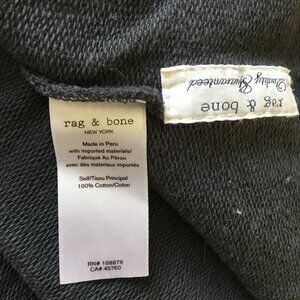 rag & bone
Quality Guaranteed
rag & bone
NEW YORK
Made in Peru
with imported materials/
Fabriqué Au Pérou
avec des materiaux importés
Self/Tissu Principal
100% Cotton/Coton
RN# 108879
CA# 45760